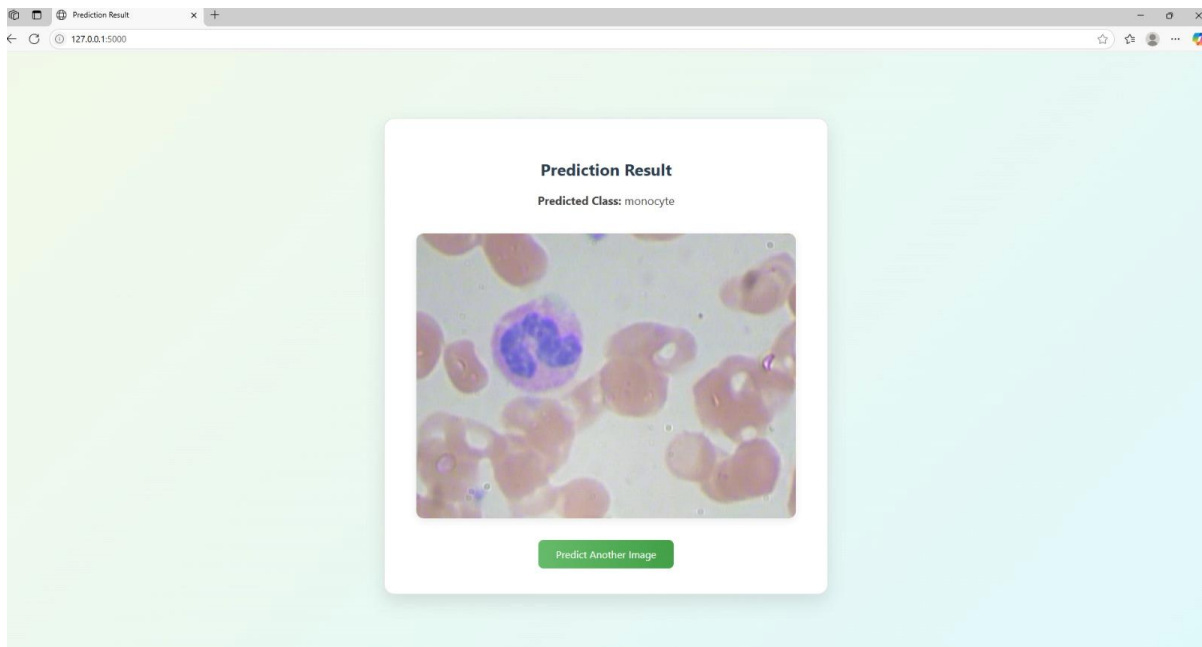 Prediction Result
127.0.0.1:5000
Prediction Result
Predicted Class: monocyte
Predict Another Image